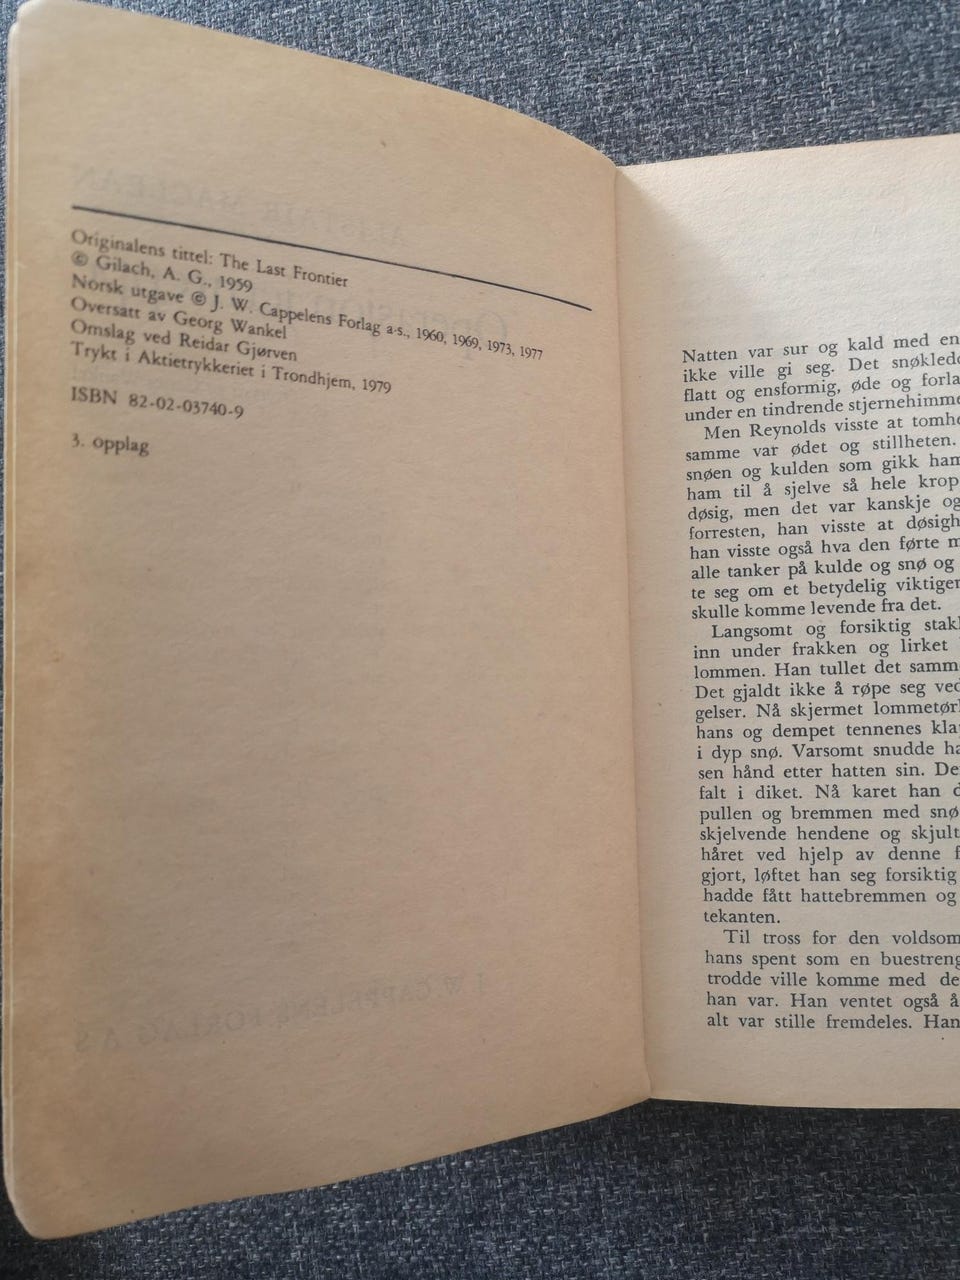 Originalens tittel: The Last Frontier
© Gilach, A. G., 1959
Norsk utgave © J. W. Cappelens Forlag a·s., 1960, 1969, 1973, 1977
Oversatt av Georg Wankel
Omslag ved Reidar Gjørven
Trykt i Aktietrykkeriet i Trondhjem, 1979
ISBN 82-02-03740-9
3. opplag
Natten var sur og kald med en
ikke ville gi seg. Det snøkled
flatt og ensformig, øde og forla
under en tindrende stjernehimme
Men Reynolds visste at tomhe
samme var ødet og stillheten.
snøen og kulden som gikk ham
ham til å sjelve så hele krop
døsig, men det var kanskje og
forresten, han visste at døsigh
han visste også hva den førte m
alle tanker på kulde og snø og
te seg om et betydelig viktiger
skulle komme levende fra det.
Langsomt og forsiktig stakk
inn under frakken og lirket
lommen. Han tullet det samm
Det gjaldt ikke å røpe seg ved
gelser. Nå skjermet lommetørk
hans og dempet tennenes kla
i dyp snø. Varsomt snudde ha
sen hånd etter hatten sin. De
falt i diket. Nå karet han d
pullen og bremmen med snø
skjelvende hendene og skjult
håret ved hjelp av denne f
gjort, løftet han seg forsiktig
hadde fått hattebremmen og
tekanten.
Til tross for den voldsom
hans spent som en buestreng
trodde ville komme med de
han var. Han ventet også å
alt var stille fremdeles. Han